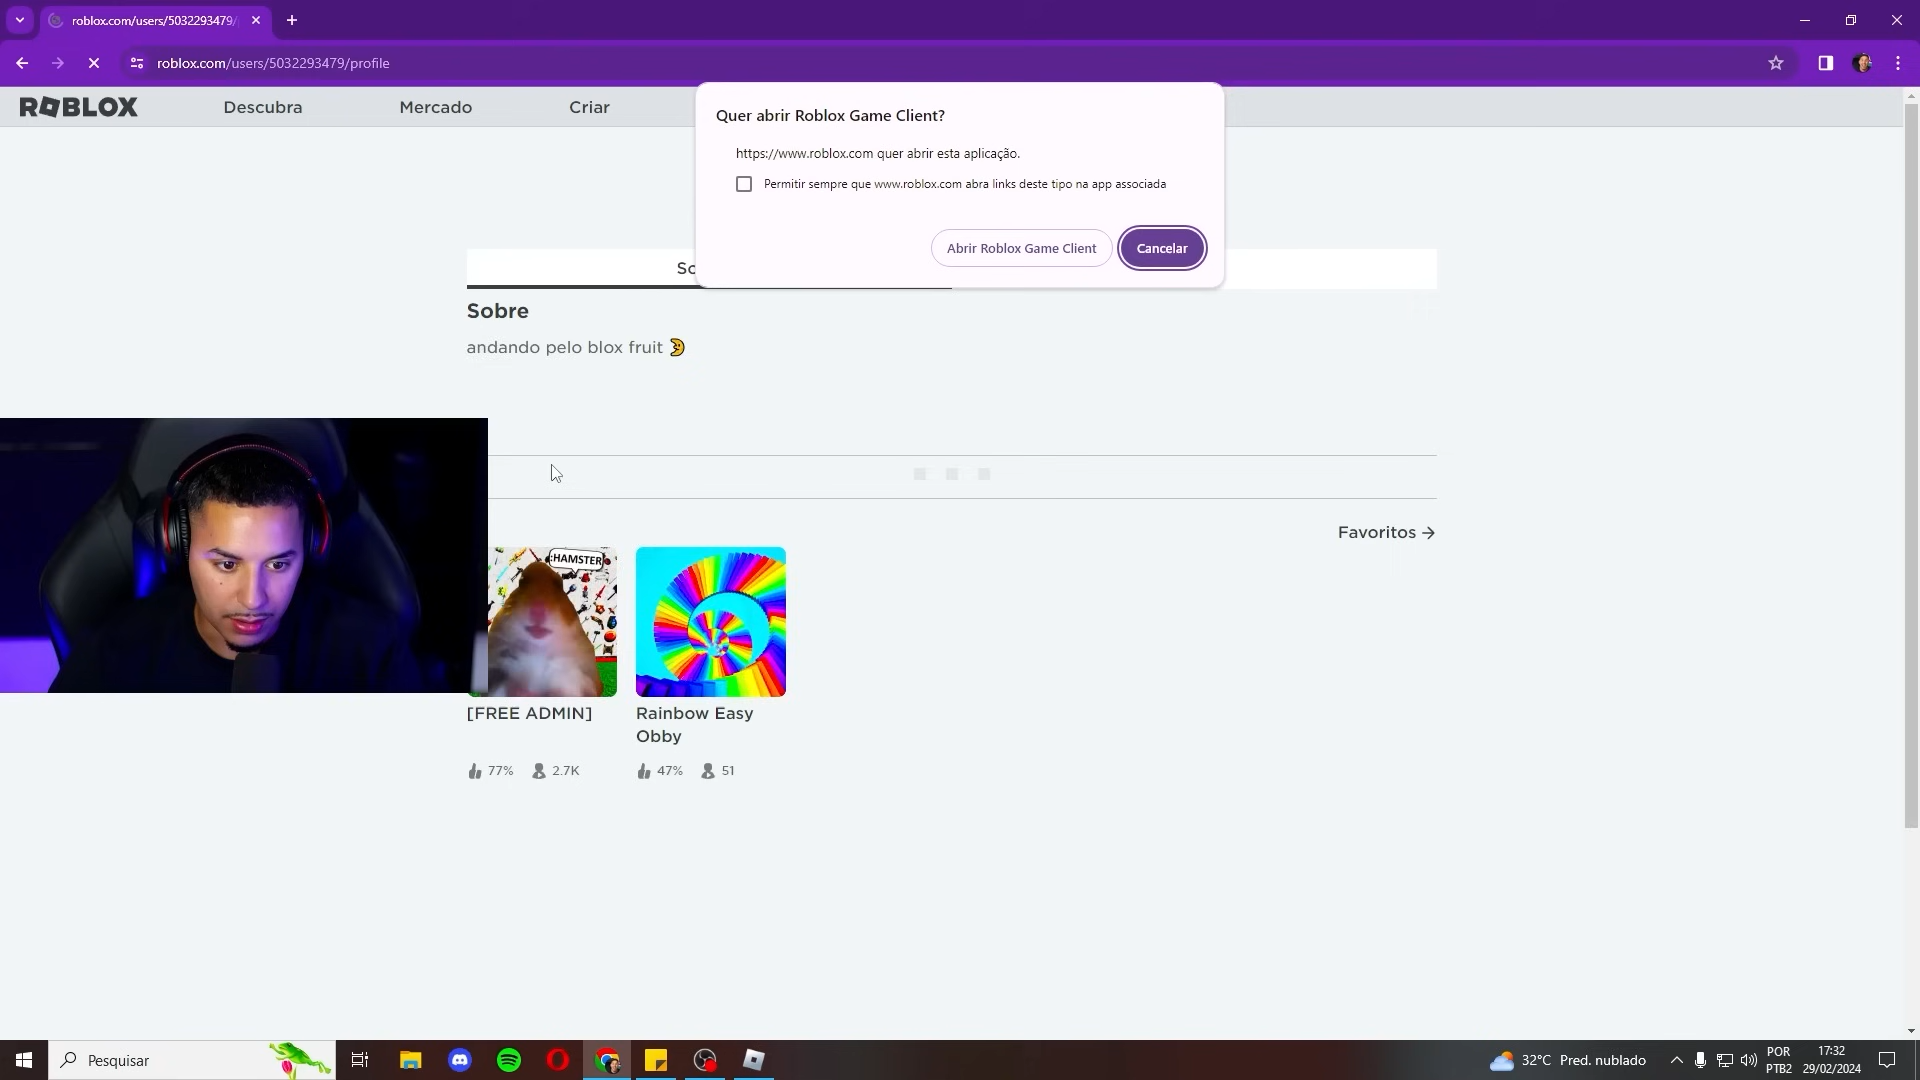 roblox.com/users/5032293479/
roblox.com/users/5032293479/profile
ROBLOX
Descubra
Mercado
Criar
Quer abrir Roblox Game Client?
https://www.roblox.com quer abrir esta aplicação.
Permitir sempre que www.roblox.com abra links deste tipo na app associada
Abrir Roblox Game Client
Cancelar
So
Sobre
andando pelo blox fruit
Favoritos
:HAMSTER
[FREE ADMIN]
Rainbow Easy
Obby
77% 2.7K
47% 51
Pesquisar
32°C Pred. nublado
POR
PTB2
17:32
29/02/2024